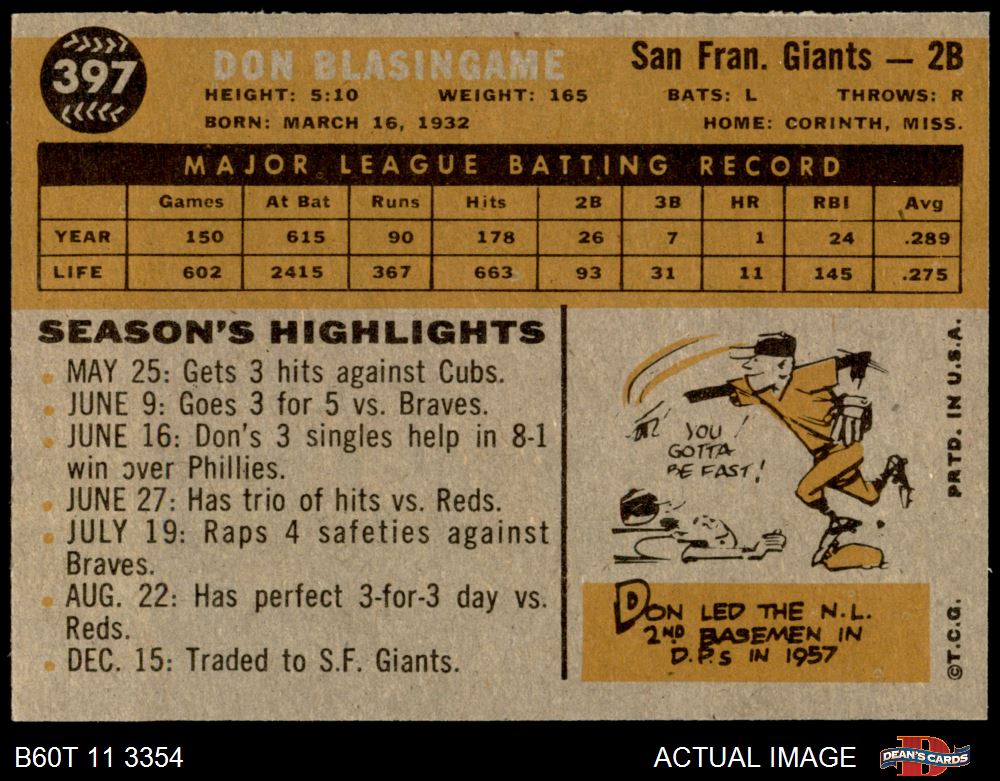 397
DON BLASINGAME
San Fran. Giants — 2B
HEIGHT: 5:10 WEIGHT: 165 BATS: L THROWS: R
BORN: MARCH 16, 1932 HOME: CORINTH, MISS.
MAJOR LEAGUE BATTING RECORD
Games At Bat Runs Hits 2B 3B HR RBI Avg
YEAR 150 615 90 178 26 7 1 24 .289
LIFE 602 2415 367 663 93 31 11 145 .275
SEASON'S HIGHLIGHTS
MAY 25: Gets 3 hits against Cubs.
JUNE 9: Goes 3 for 5 vs. Braves.
JUNE 16: Don's 3 singles help in 8-1
win over Phillies.
JUNE 27: Has trio of hits vs. Reds.
JULY 19: Raps 4 safeties against
Braves.
AUG. 22: Has perfect 3-for-3 day vs.
Reds.
DEC. 15: Traded to S.F. Giants.
YOU
GOTTA
BE FAST!
DON LED THE N.L.
2ND BASEMEN IN
D.P.s IN 1957
PRTD. IN U.S.A.
©T.C.G.
B60T 11 3354
ACTUAL IMAGE
DEAN'S CARDS